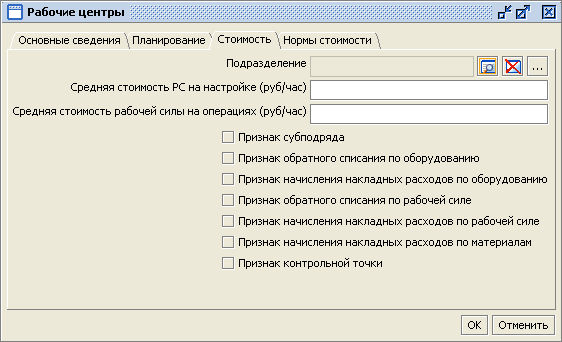 Рабочие центры
Основные сведения Планирование Стоимость Нормы стоимости
Подразделение ...
Средняя стоимость РС на настройке (руб/час)
Средняя стоимость рабочей силы на операциях (руб/час)
Признак субподряда
Признак обратного списания по оборудованию
Признак начисления накладных расходов по оборудованию
Признак обратного списания по рабочей силе
Признак начисления накладных расходов по рабочей силе
Признак начисления накладных расходов по материалам
Признак контрольной точки
OK Отменить